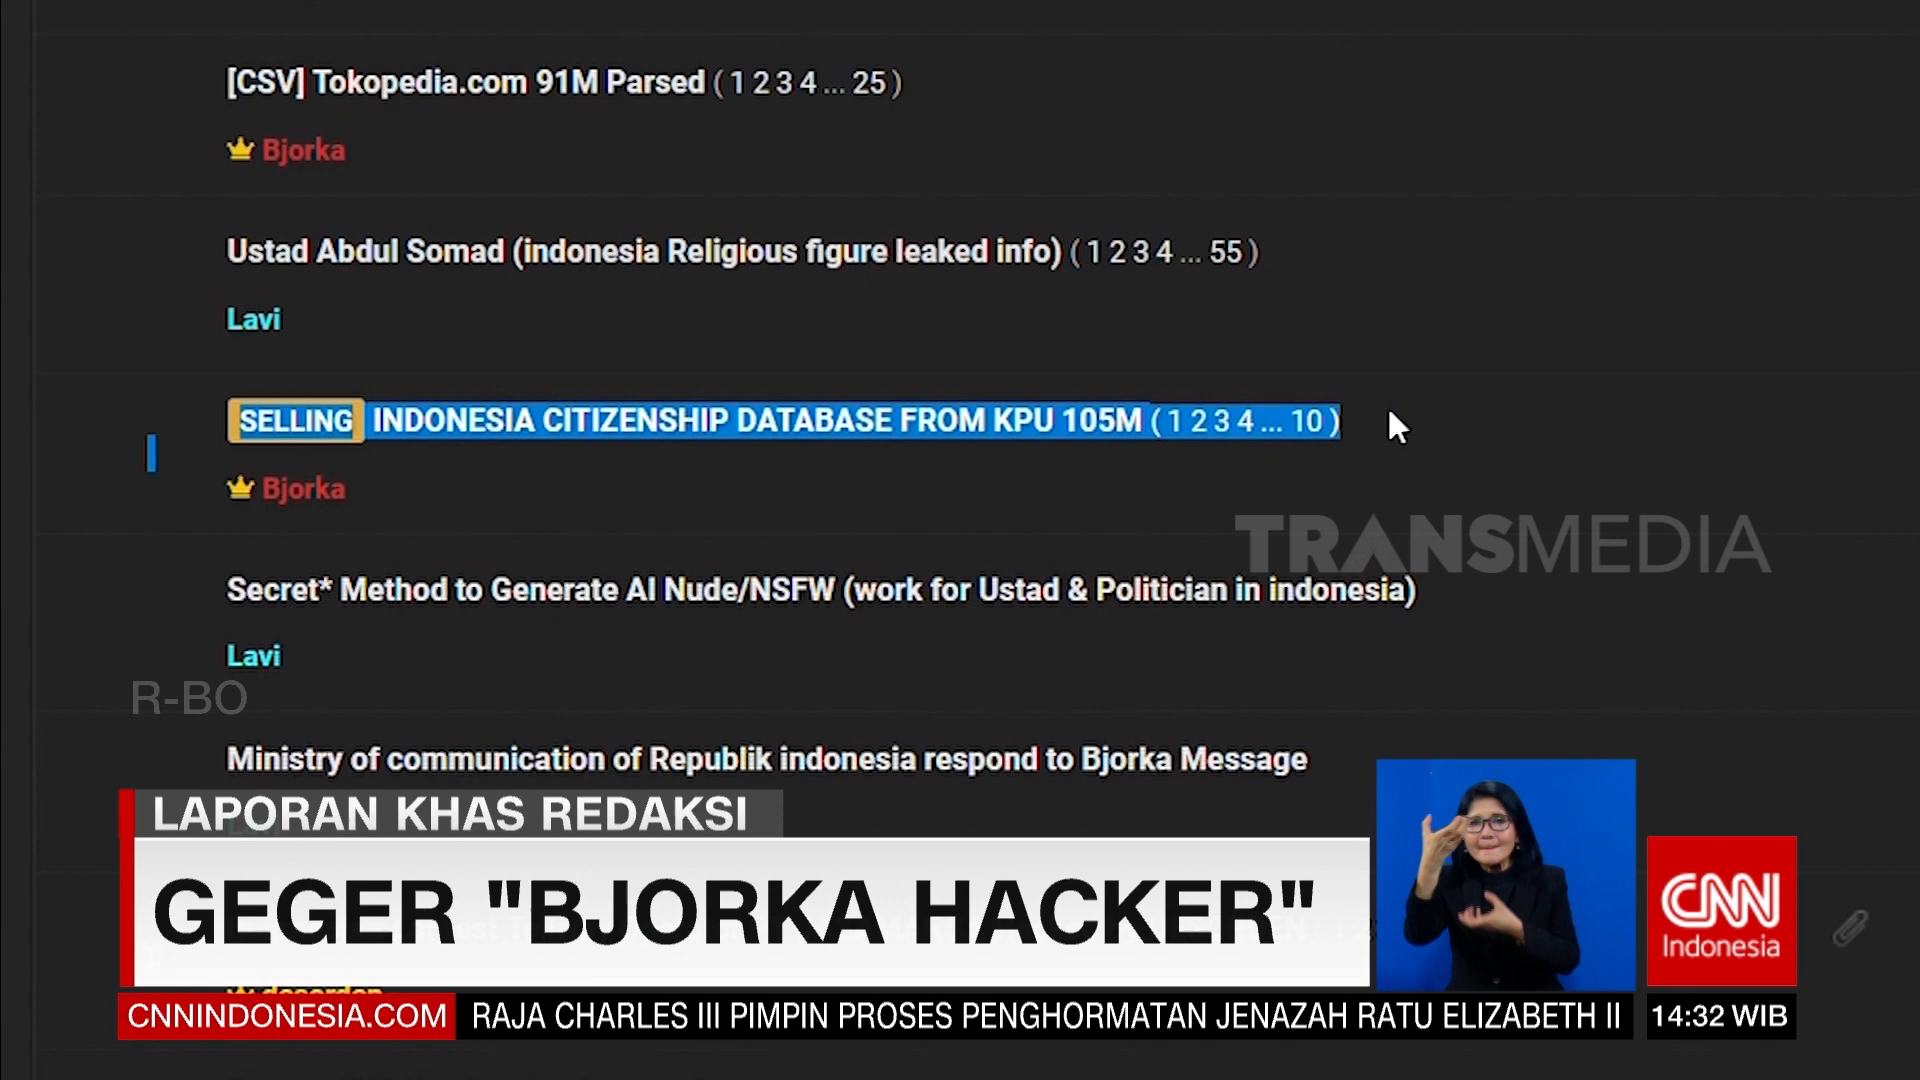 [CSV] Tokopedia.com 91M Parsed ( 1 2 3 4 ... 25 )
Bjorka
Ustad Abdul Somad (indonesia Religious figure leaked info) ( 1 2 3 4 ... 55 )
Lavi
SELLING INDONESIA CITIZENSHIP DATABASE FROM KPU 105M ( 1 2 3 4 ... 10 )
Bjorka
TRANSMEDIA
Secret* Method to Generate AI Nude/NSFW (work for Ustad & Politician in indonesia)
Lavi
R-BO
Ministry of communication of Republik indonesia respond to Bjorka Message
LAPORAN KHAS REDAKSI
GEGER "BJORKA HACKER"
CNN
Indonesia
CNNINDONESIA.COM RAJA CHARLES III PIMPIN PROSES PENGHORMATAN JENAZAH RATU ELIZABETH II 14:32 WIB